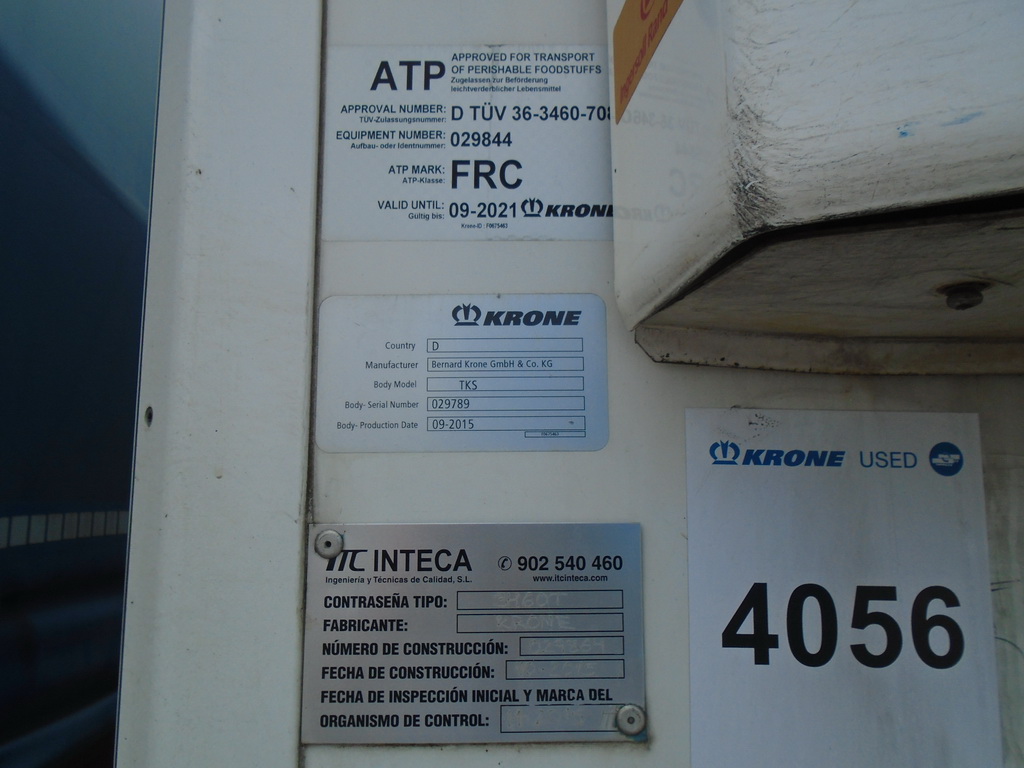 ATP APPROVED FOR TRANSPORT
OF PERISHABLE FOODSTUFFS
Zugelassen zur Beförderung
leichtverderblicher Lebensmittel
APPROVAL NUMBER: D TÜV 36-3460-708
TÜV-Zulassungsnummer:
EQUIPMENT NUMBER: 029844
Aufbau- oder Identnummer:
ATP MARK: FRC
ATP-Klasse:
VALID UNTIL: 09-2021 KRONE
Gültig bis:
Ingersoll Rand
KRONE
Country D
Manufacturer Bernard Krone GmbH & Co. KG
Body Model TKS
Body- Serial Number 029789
Body- Production Date 09-2015
ITC INTECA ✆ 902 540 460
Ingeniería y Técnicas de Calidad, S.L. www.itcinteca.com
CONTRASEÑA TIPO:
FABRICANTE: KRONE
NÚMERO DE CONSTRUCCIÓN:
FECHA DE CONSTRUCCIÓN:
FECHA DE INSPECCIÓN INICIAL Y MARCA DEL
ORGANISMO DE CONTROL:
KRONE USED
4056